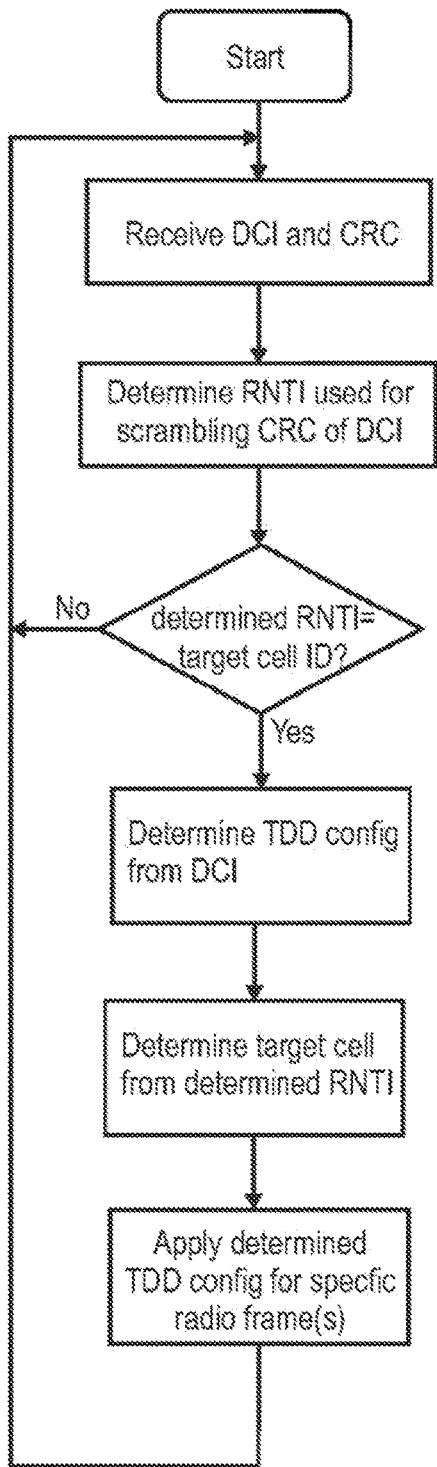 Start
Receive DCI and CRC
Determine RNTI used for
scrambling CRC of DCI
No
determined RNTI=
target cell ID?
Yes
Determine TDD config
from DCI
Determine target cell
from determined RNTI
Apply determined
TDD config for specfic
radio frame(s)